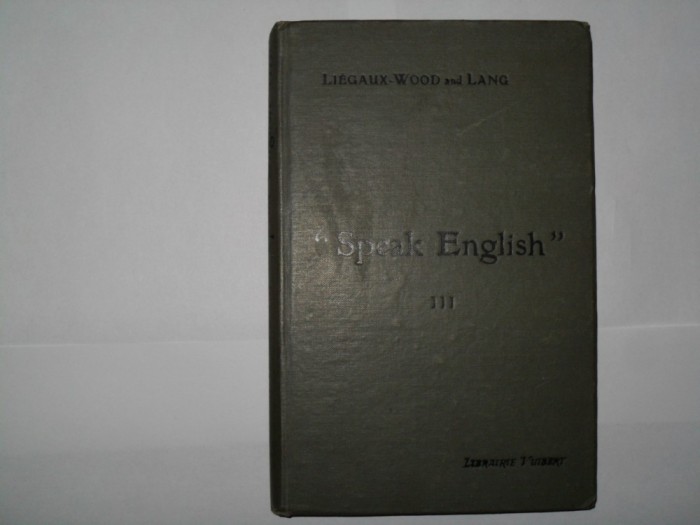 LIÉGAUX-WOOD and LANG
“Speak English”
III
LIBRAIRIE VUIBERT